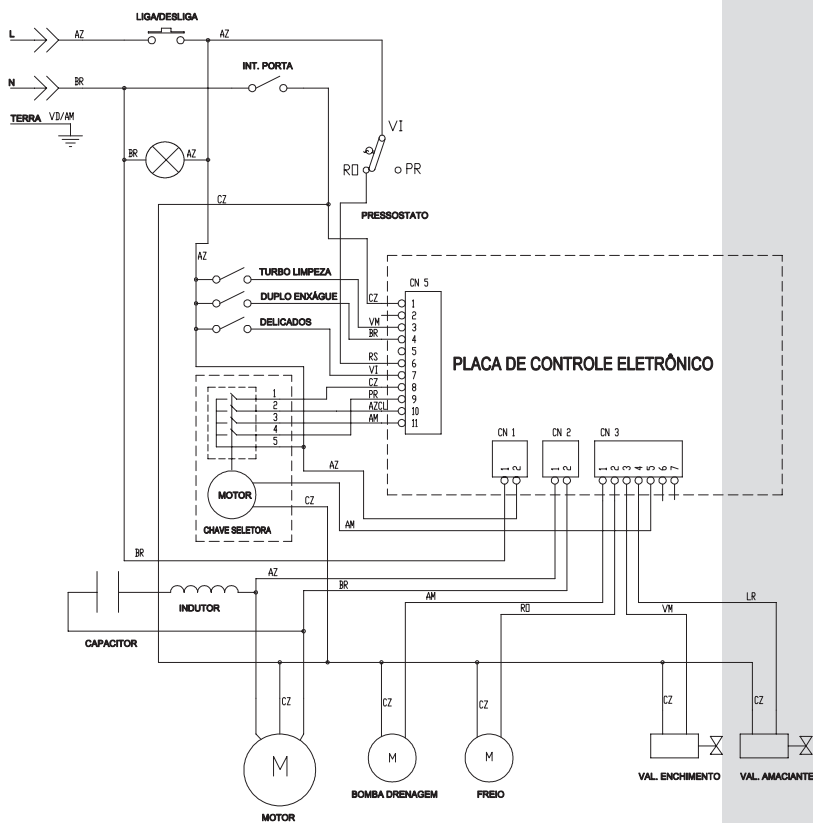 LIGA/DESLIGA
L AZ AZ
INT. PORTA
N BR
TERRA VD/AM
VI
BR AZ
RO PR
CZ
PRESSOSTATO
AZ
TURBO LIMPEZA
CN 5
DUPLO ENXÁGUE
CZ 1
2
VM 3
DELICADOS
BR 4
5
RS 6
VI 7
CZ 8
PR 9
AZCL 10
AM 11
PLACA DE CONTROLE ELETRÔNICO
1
2
3
4
5
CN 1 CN 2 CN 3
1 2 1 2 1 2 3 4 5 6 7
AZ
MOTOR
CZ
CHAVE SELETORA
AM
BR
AZ
BR
INDUTOR
AM
RO
VM
LR
CAPACITOR
CZ CZ CZ CZ CZ
M M M
VAL. ENCHIMENTO VAL. AMACIANTE
BOMBA DRENAGEM FREIO
MOTOR